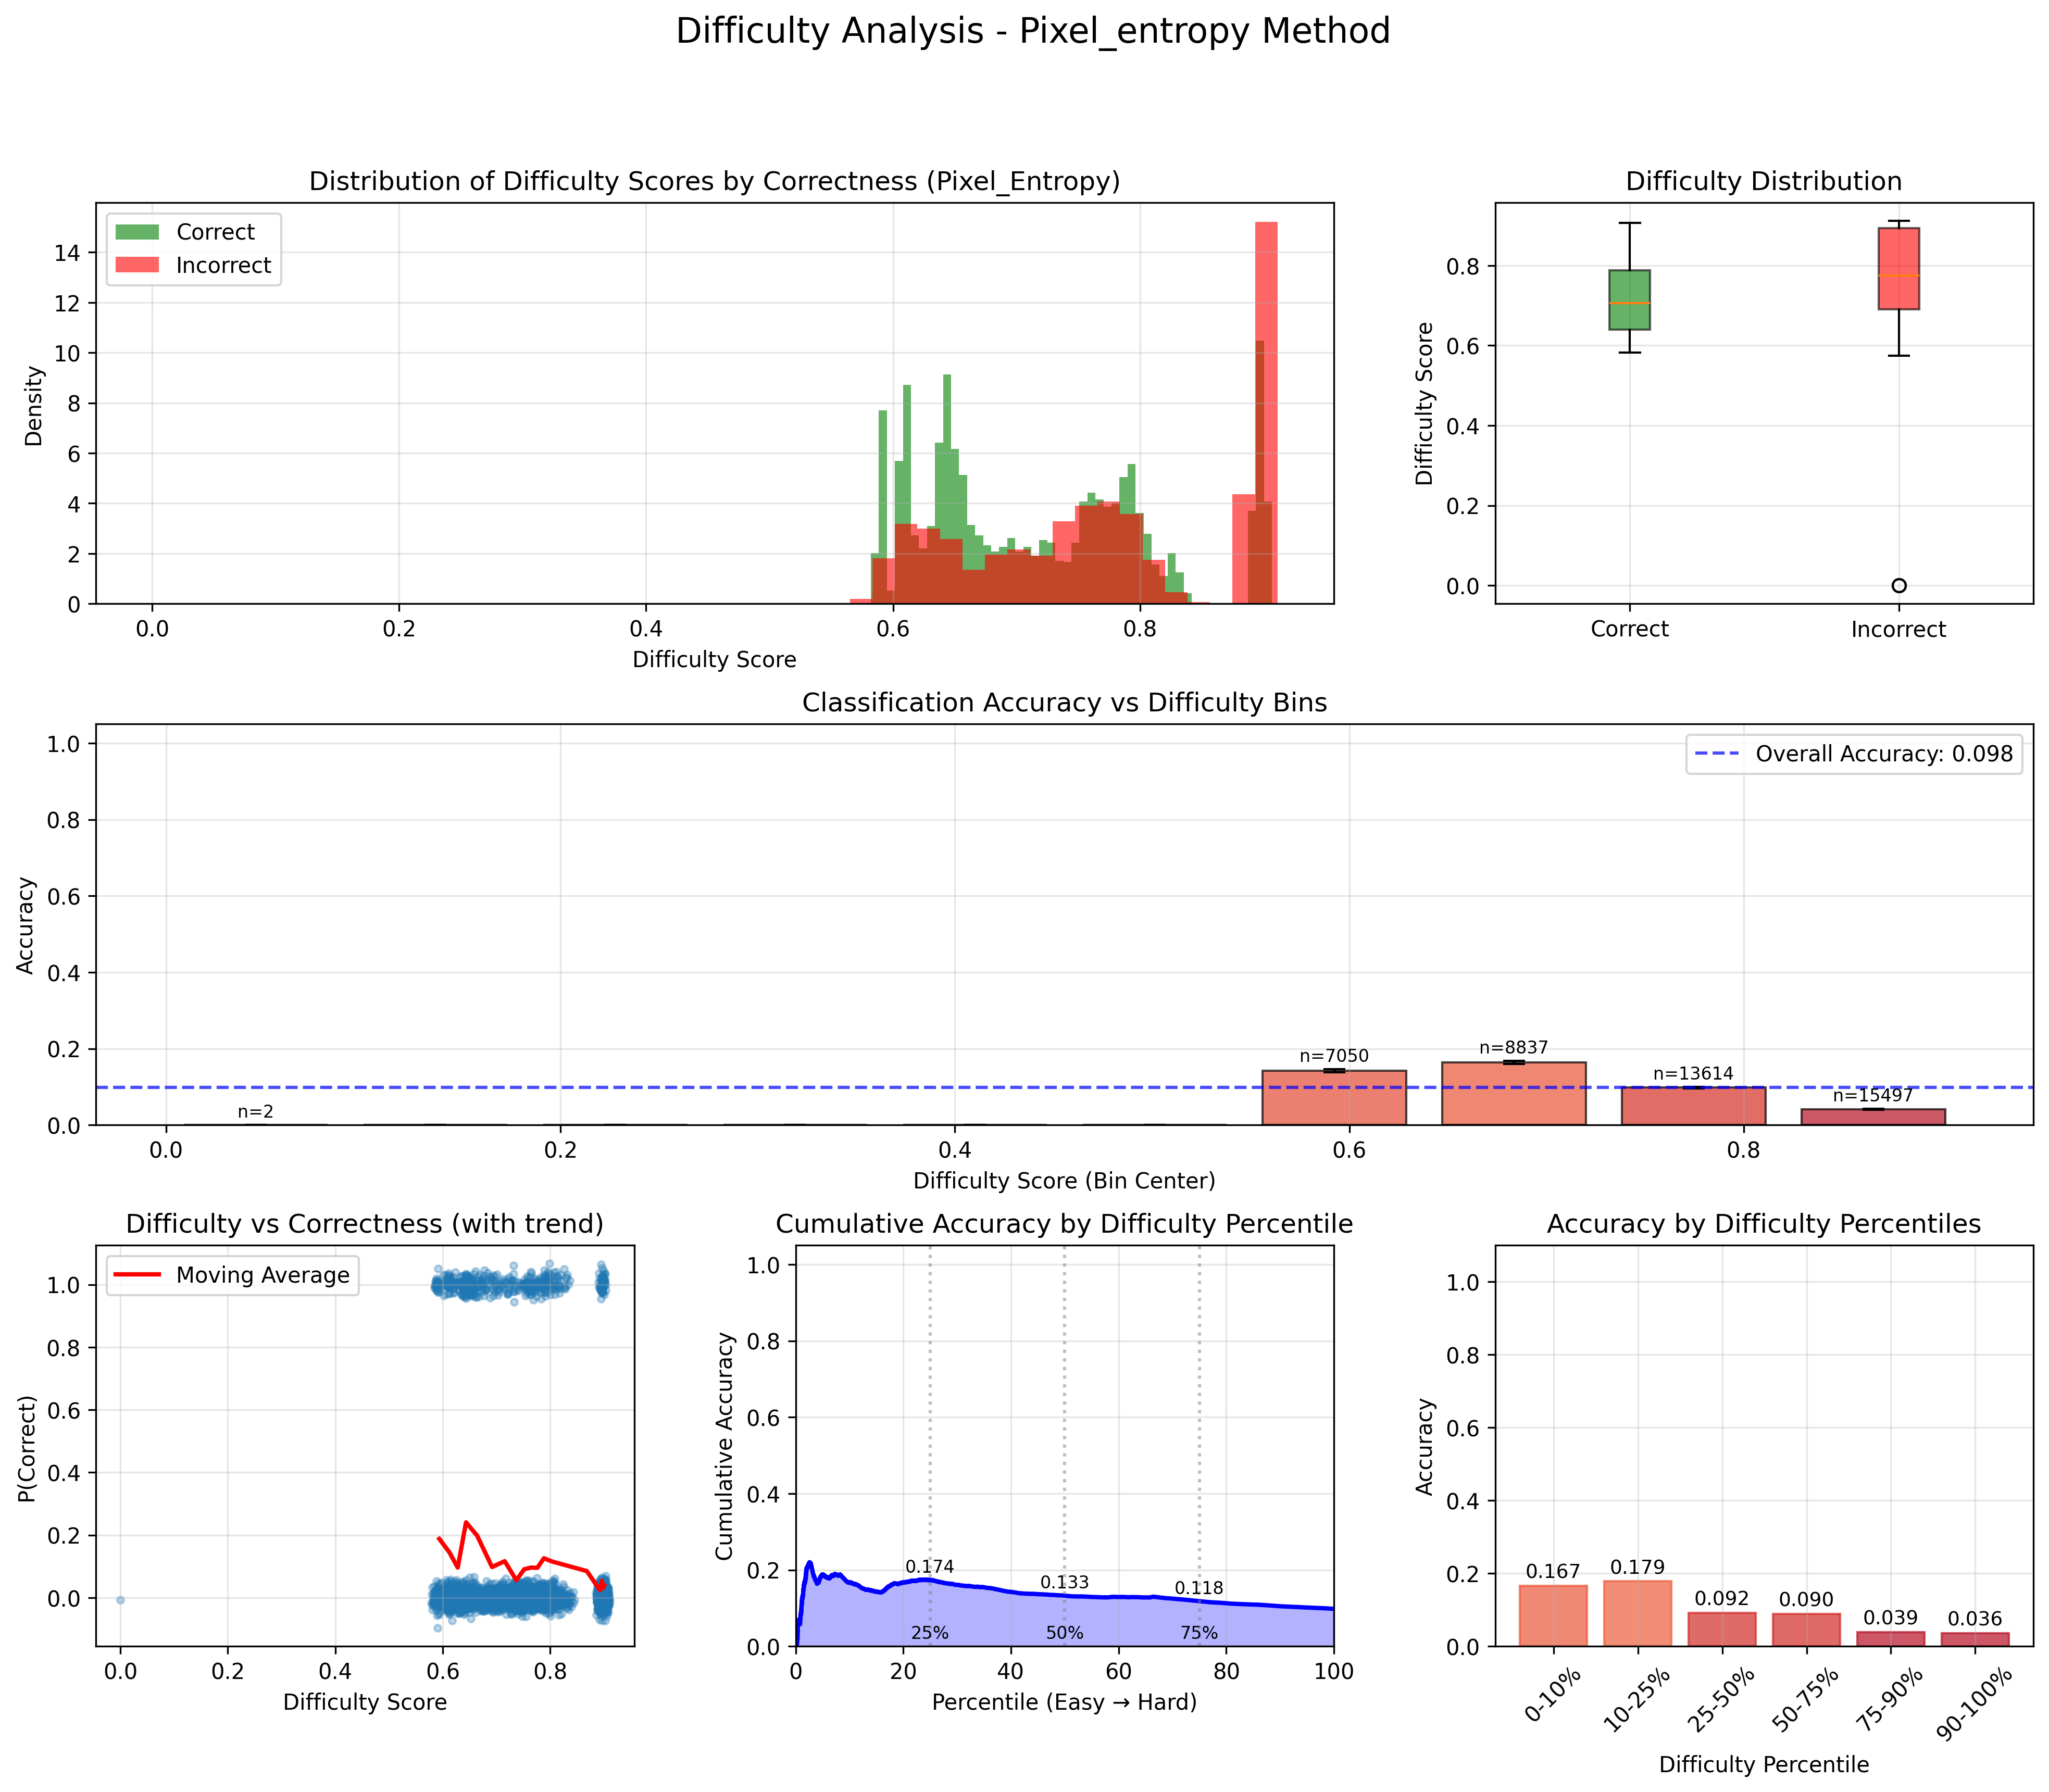 Difficulty Analysis - Pixel_entropy Method
Distribution of Difficulty Scores by Correctness (Pixel_Entropy)
Correct
Incorrect
14
12
10
8
6
4
2
0
Density
0.0 0.2 0.4 0.6 0.8
Difficulty Score
Difficulty Distribution
0.8
0.6
0.4
0.2
0.0
Difficulty Score
Correct Incorrect
Classification Accuracy vs Difficulty Bins
Overall Accuracy: 0.098
1.0
0.8
0.6
0.4
0.2
0.0
Accuracy
n=2
n=7050
n=8837
n=13614
n=15497
0.0 0.2 0.4 0.6 0.8
Difficulty Score (Bin Center)
Difficulty vs Correctness (with trend)
Moving Average
1.0
0.8
0.6
0.4
0.2
0.0
P(Correct)
0.0 0.2 0.4 0.6 0.8
Difficulty Score
Cumulative Accuracy by Difficulty Percentile
1.0
0.8
0.6
0.4
0.2
0.0
Cumulative Accuracy
0.174
0.133
0.118
25% 50% 75%
0 20 40 60 80 100
Percentile (Easy → Hard)
Accuracy by Difficulty Percentiles
1.0
0.8
0.6
0.4
0.2
0.0
Accuracy
0.167
0.179
0.092
0.090
0.039
0.036
0-10% 10-25% 25-50% 50-75% 75-90% 90-100%
Difficulty Percentile